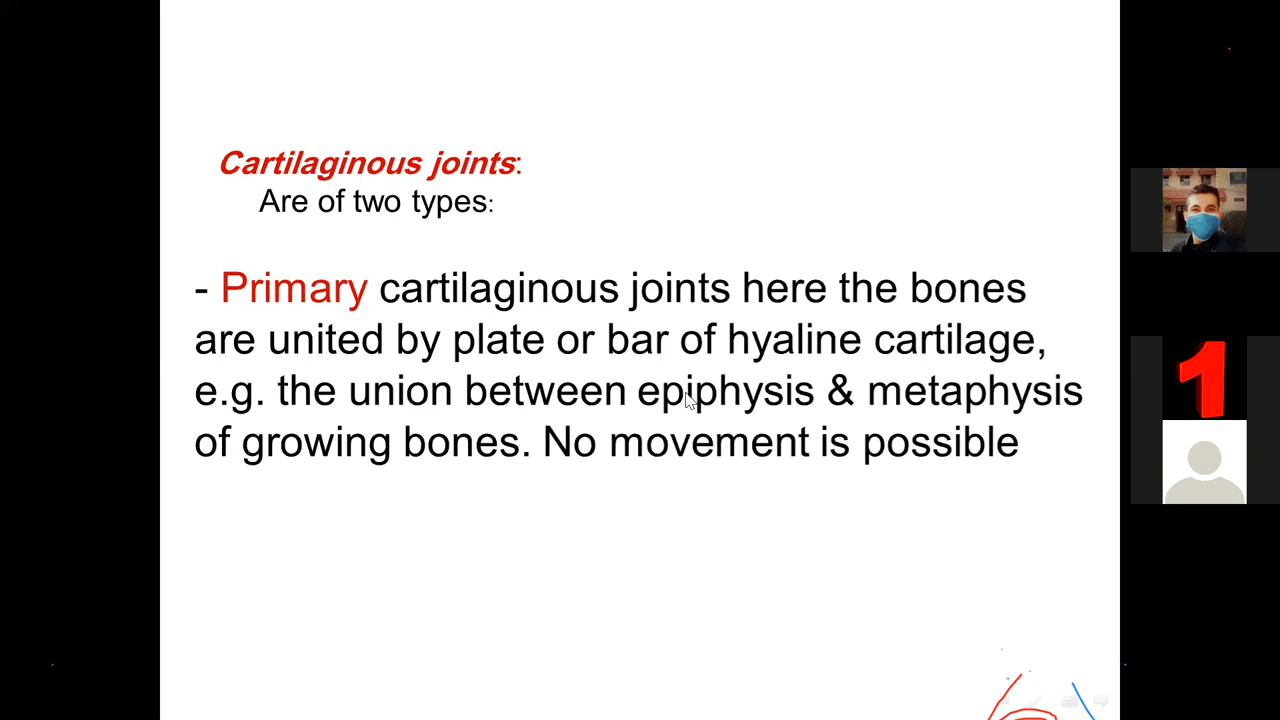 Cartilaginous joints:
Are of two types:
- Primary cartilaginous joints here the bones
are united by plate or bar of hyaline cartilage,
e.g. the union between epiphysis & metaphysis
of growing bones. No movement is possible
1